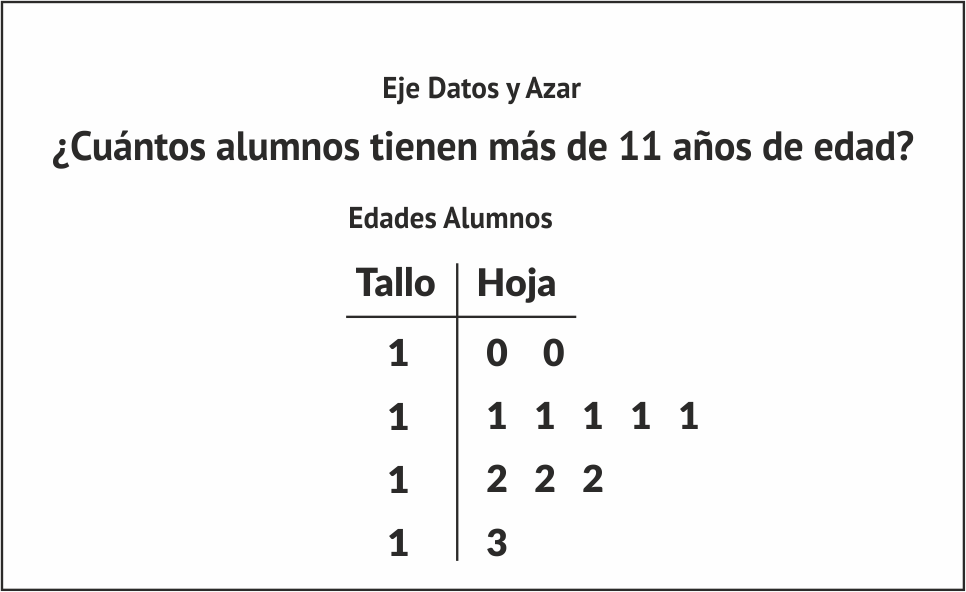 Eje Datos y Azar
¿Cuántos alumnos tienen más de 11 años de edad?
Edades Alumnos
Tallo Hoja
1 0 0
1 1 1 1 1 1
1 2 2 2
1 3